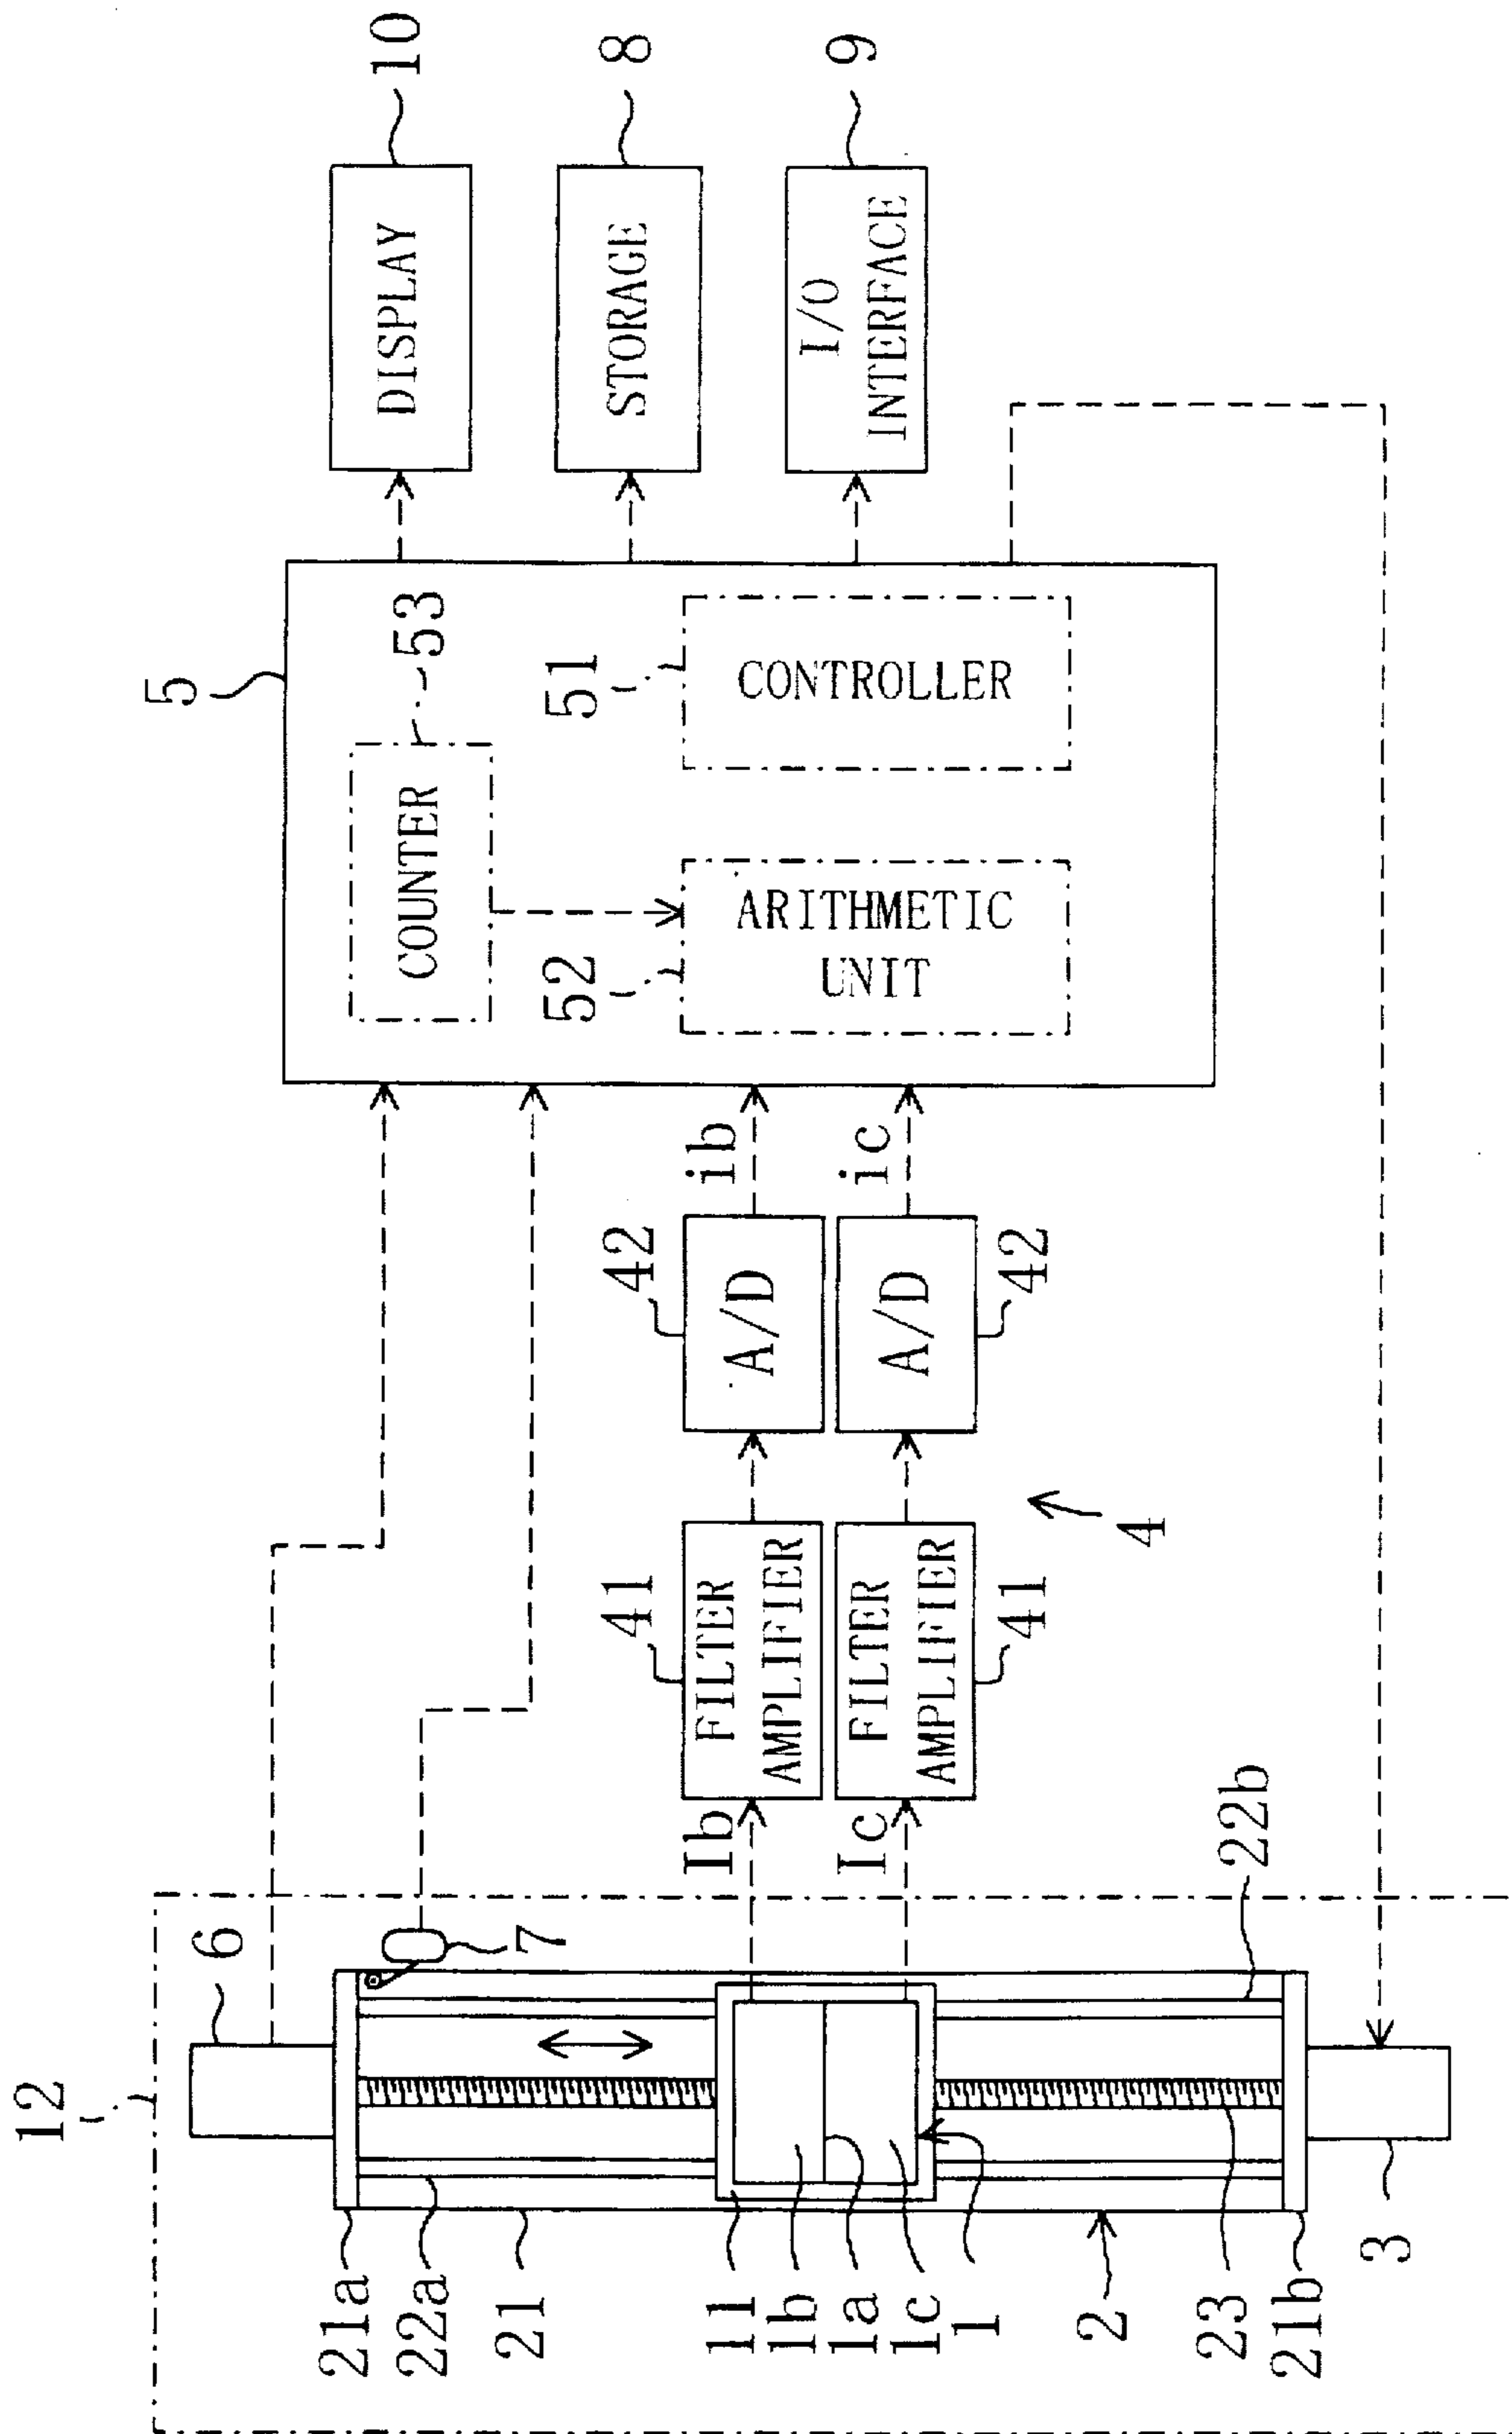 10
8
9
DISPLAY
STORAGE
I/O
INTERFACE
5
53
51
COUNTER
CONTROLLER
52
ARITHMETIC
UNIT
ib
ic
42
A/D
A/D
42
4
41
FILTER
AMPLIFIER
FILTER
AMPLIFIER
41
Ib
Ic
22b
12
6
7
21a
22a
21
11
1b
1a
1c
1
2
23
21b
3